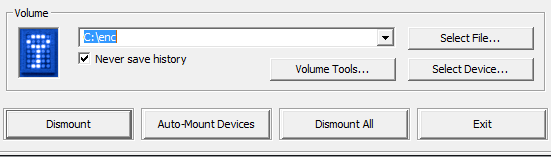 Volume
C:\enc
Select File...
Never save history
Volume Tools...
Select Device...
Dismount
Auto-Mount Devices
Dismount All
Exit